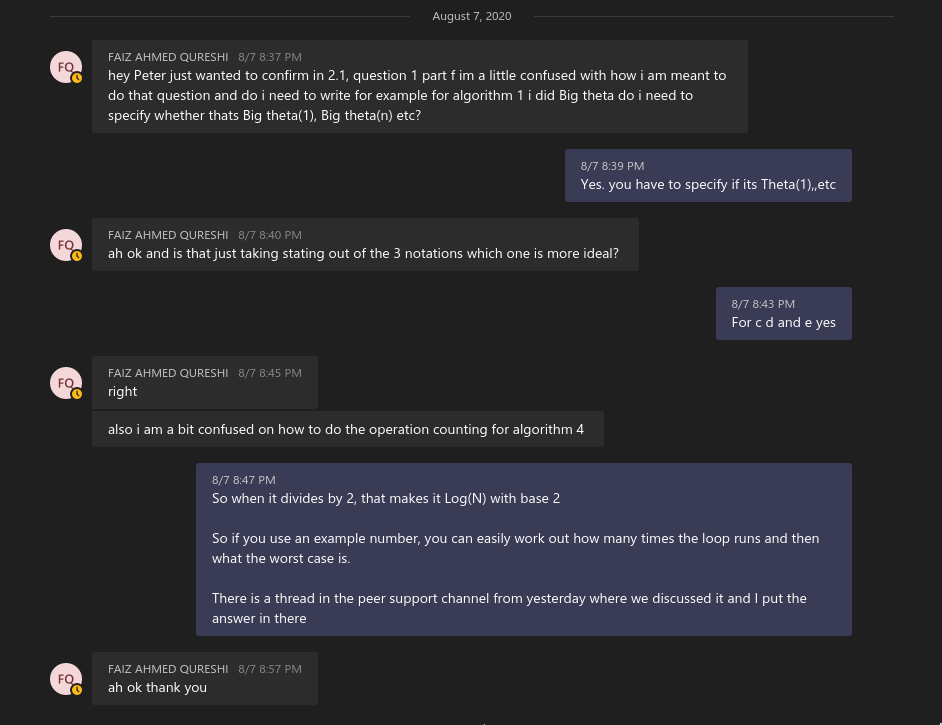 August 7, 2020
FAIZ AHMED QURESHI 8/7 8:37 PM
FQ
hey Peter just wanted to confirm in 2.1, question 1 part f im a little confused with how i am meant to
do that question and do i need to write for example for algorithm 1 i did Big theta do i need to
specify whether thats Big theta(1), Big theta(n) etc?
8/7 8:39 PM
Yes. you have to specify if its Theta(1),,etc
FAIZ AHMED QURESHI 8/7 8:40 PM
FQ
ah ok and is that just taking stating out of the 3 notations which one is more ideal?
8/7 8:43 PM
For c d and e yes
FAIZ AHMED QURESHI 8/7 8:45 PM
FQ
right
also i am a bit confused on how to do the operation counting for algorithm 4
8/7 8:47 PM
So when it divides by 2, that makes it Log(N) with base 2
So if you use an example number, you can easily work out how many times the loop runs and then
what the worst case is.
There is a thread in the peer support channel from yesterday where we discussed it and I put the
answer in there
FAIZ AHMED QURESHI 8/7 8:57 PM
FQ
ah ok thank you